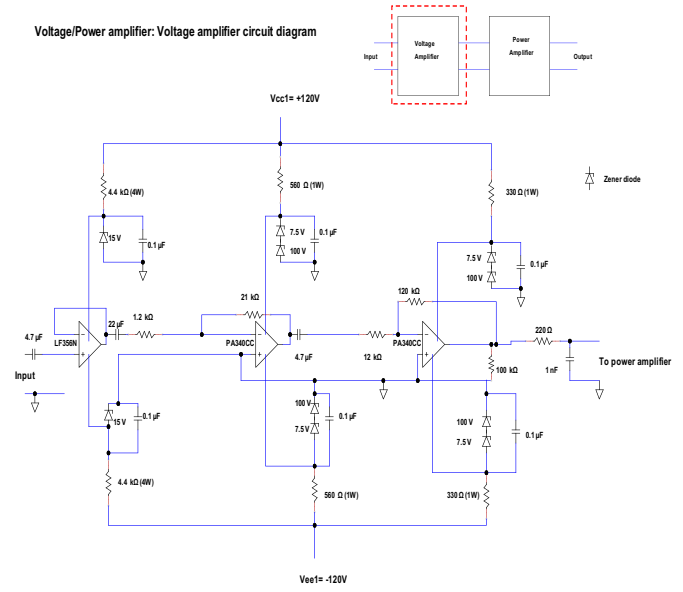 Voltage/Power amplifier: Voltage amplifier circuit diagram
Voltage
Amplifier
Power
Amplifier
Input
Output
Vcc1= +120V
4.4 kΩ (4W)
560 Ω (1W)
330 Ω (1W)
Zener diode
15 V
0.1 µF
7.5 V
100 V
0.1 µF
7.5 V
100 V
0.1 µF
21 kΩ
120 kΩ
22 µF
1.2 kΩ
4.7 µF
LF356N
PA340CC
4.7 µF
12 kΩ
PA340CC
220 Ω
1 nF
100 kΩ
To power amplifier
Input
15 V
0.1 µF
100 V
7.5 V
0.1 µF
100 V
7.5 V
0.1 µF
4.4 kΩ (4W)
560 Ω (1W)
330 Ω (1W)
Vee1= -120V